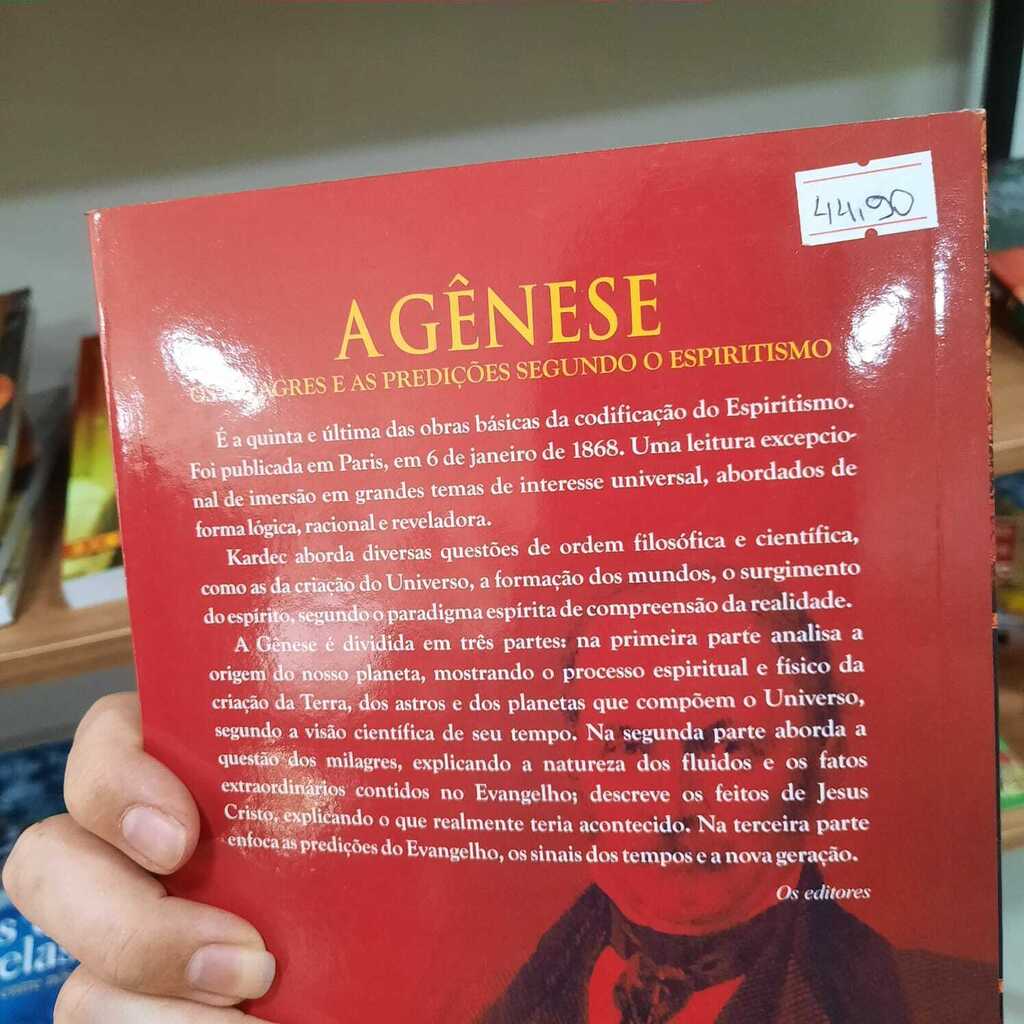 44,90
A GÊNESE
AGRES E AS PREDIÇÕES SEGUNDO O ESPIRITISMO
É a quinta e última das obras básicas da codificação do Espiritismo.
Foi publicada em Paris, em 6 de janeiro de 1868. Uma leitura excepcio-
nal de imersão em grandes temas de interesse universal, abordados de
forma lógica, racional e reveladora.
Kardec aborda diversas questões de ordem filosófica e científica,
como as da criação do Universo, a formação dos mundos, o surgimento
do espírito, segundo o paradigma espírita de compreensão da realidade.
A Gênese é dividida em três partes: na primeira parte analisa a
origem do nosso planeta, mostrando o processo espiritual e físico da
criação da Terra, dos astros e dos planetas que compõem o Universo,
segundo a visão científica de seu tempo. Na segunda parte aborda a
questão dos milagres, explicando a natureza dos fluidos e os fatos
extraordinários contidos no Evangelho; descreve os feitos de Jesus
Cristo, explicando o que realmente teria acontecido. Na terceira parte
enfoca as predições do Evangelho, os sinais dos tempos e a nova geração.
Os editores